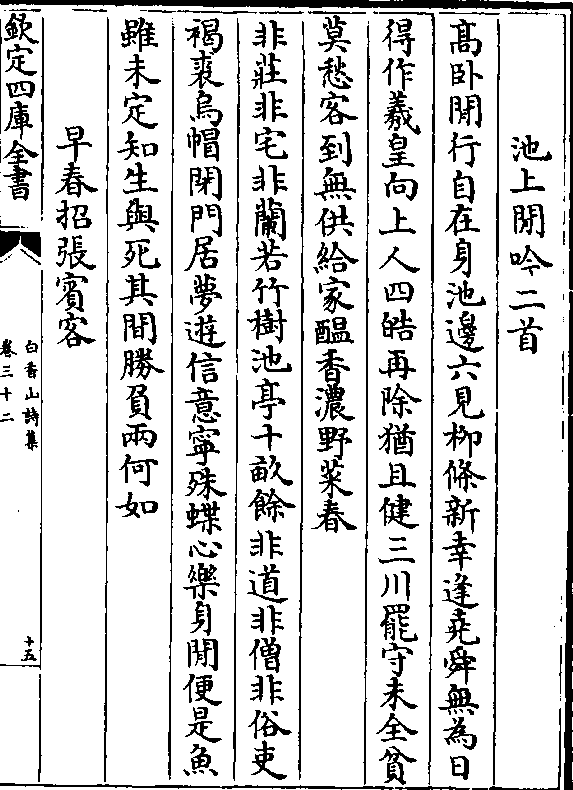 池上閒吟二首
髙卧閒行自在身池邊六見柳條新幸逢堯舜無為日
得作羲皇向上人四皓再除猶且健三川罷守未全貧
莫愁客到無供給家醞香濃野菜春
非莊非宅非蘭若竹樹池亭十畝餘非道非僧非俗吏
褐裘烏帽閉門居夢遊信意寧殊蝶心樂身閒便是魚
雖未定知生與死其間勝負兩何如
早春招張賓客
欽定四庫全書
白香山詩集
卷三十二
十五